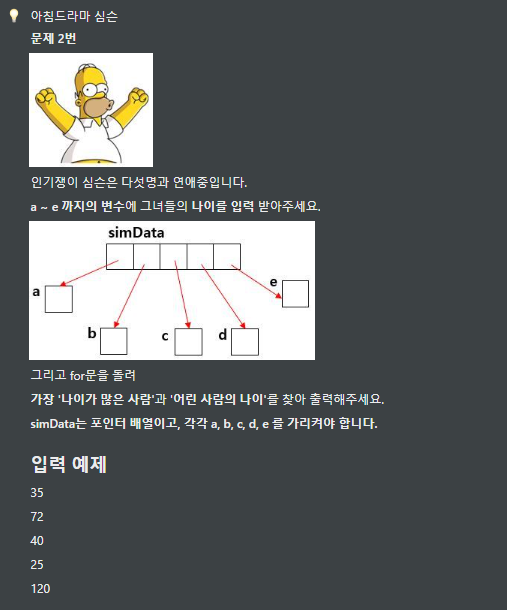 아침드라마 심슨
문제 2번
인기쟁이 심슨은 다섯명과 연애중입니다.
a ~ e 까지의 변수에 그녀들의 나이를 입력 받아주세요.
simData
a
b
c
d
e
그리고 for문을 돌려
가장 '나이가 많은 사람'과 '어린 사람의 나이'를 찾아 출력해주세요.
simData는 포인터 배열이고, 각각 a, b, c, d, e 를 가리켜야 합니다.
입력 예제
35
72
40
25
120